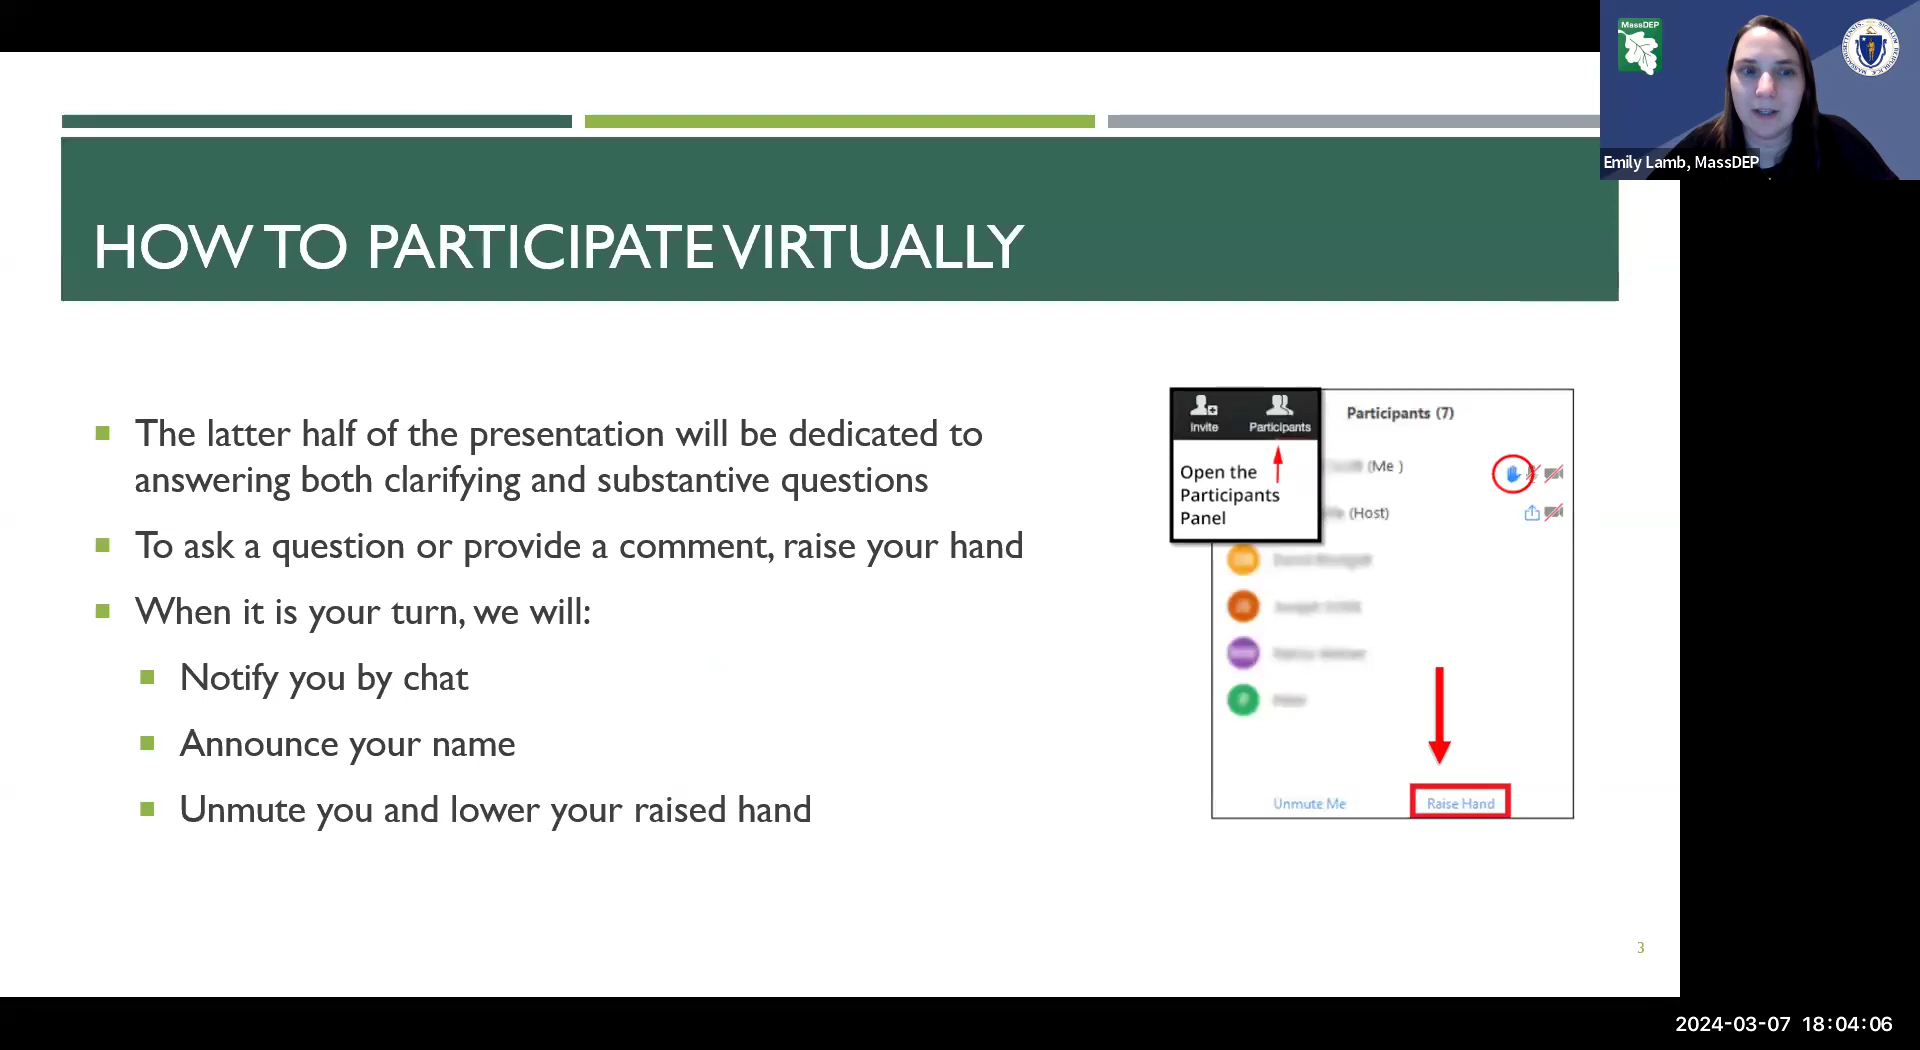 MassDEP
Emily Lamb, MassDEP
HOW TO PARTICIPATE VIRTUALLY
The latter half of the presentation will be dedicated to
answering both clarifying and substantive questions
To ask a question or provide a comment, raise your hand
When it is your turn, we will:
Notify you by chat
Announce your name
Unmute you and lower your raised hand
Invite
Participants
Open the
Participants
Panel
Participants (7)
(Me )
(Host)
Unmute Me
Raise Hand
3
2024-03-07 18:04:06